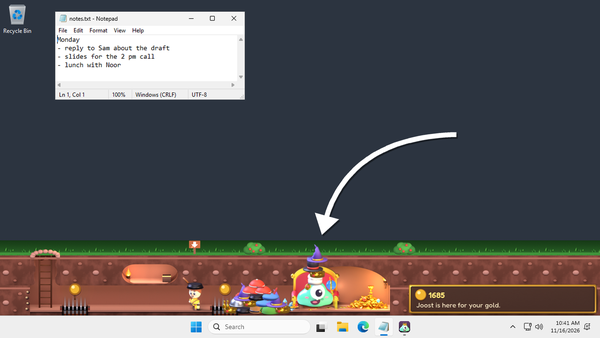 Recycle Bin
notes.txt - Notepad
File Edit Format View Help
Monday
- reply to Sam about the draft
- slides for the 2 pm call
- lunch with Noor
Ln 1, Col 1 100% Windows (CRLF) UTF-8
1685
Joost is here for your gold.
Search
10:41 AM
11/16/2026